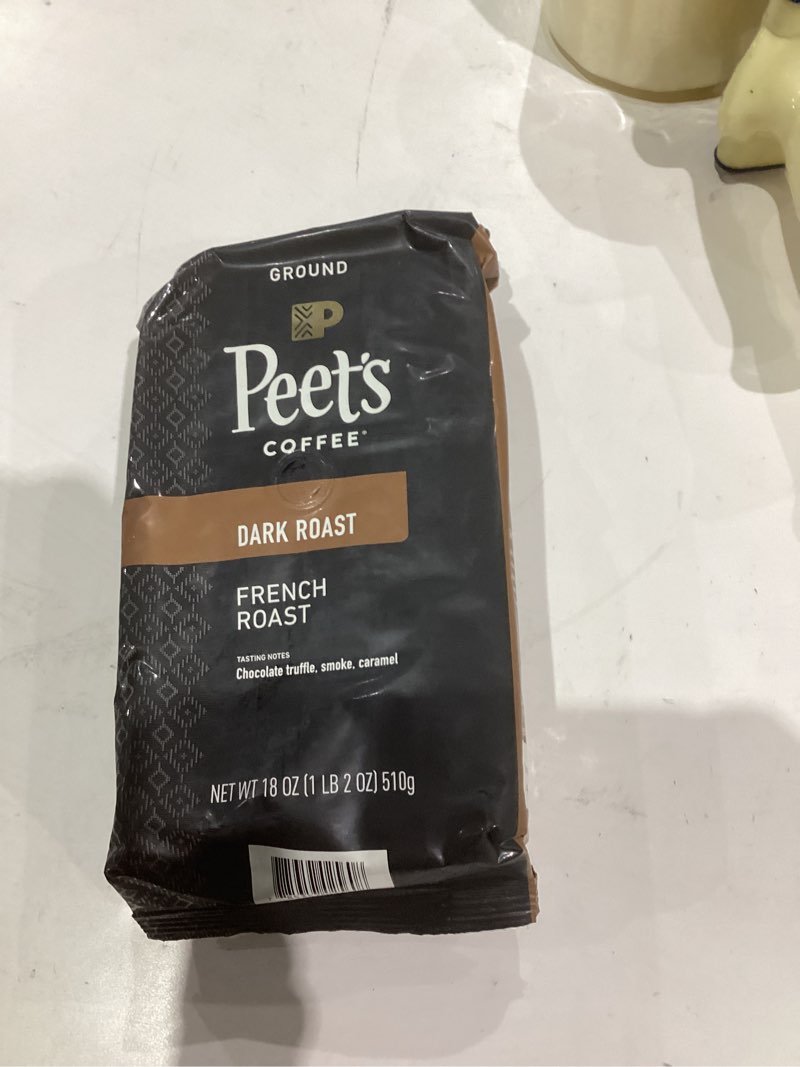 GROUND
P
Peet's
COFFEE®
DARK ROAST
FRENCH
ROAST
TASTING NOTES
Chocolate truffle, smoke, caramel
NET WT 18 OZ (1 LB 2 OZ) 510g